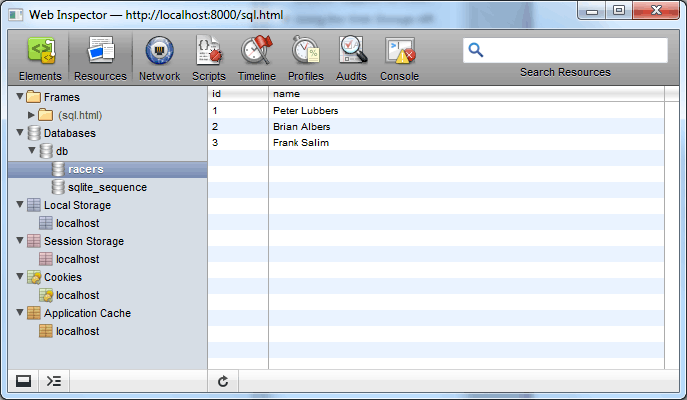 Web Inspector — http://localhost:8000/sql.html
Elements Resources Network Scripts Timeline Profiles Audits Console Search Resources
Frames
(sql.html)
Databases
db
racers
sqlite_sequence
Local Storage
localhost
Session Storage
localhost
Cookies
localhost
Application Cache
localhost
id name
1 Peter Lubbers
2 Brian Albers
3 Frank Salim